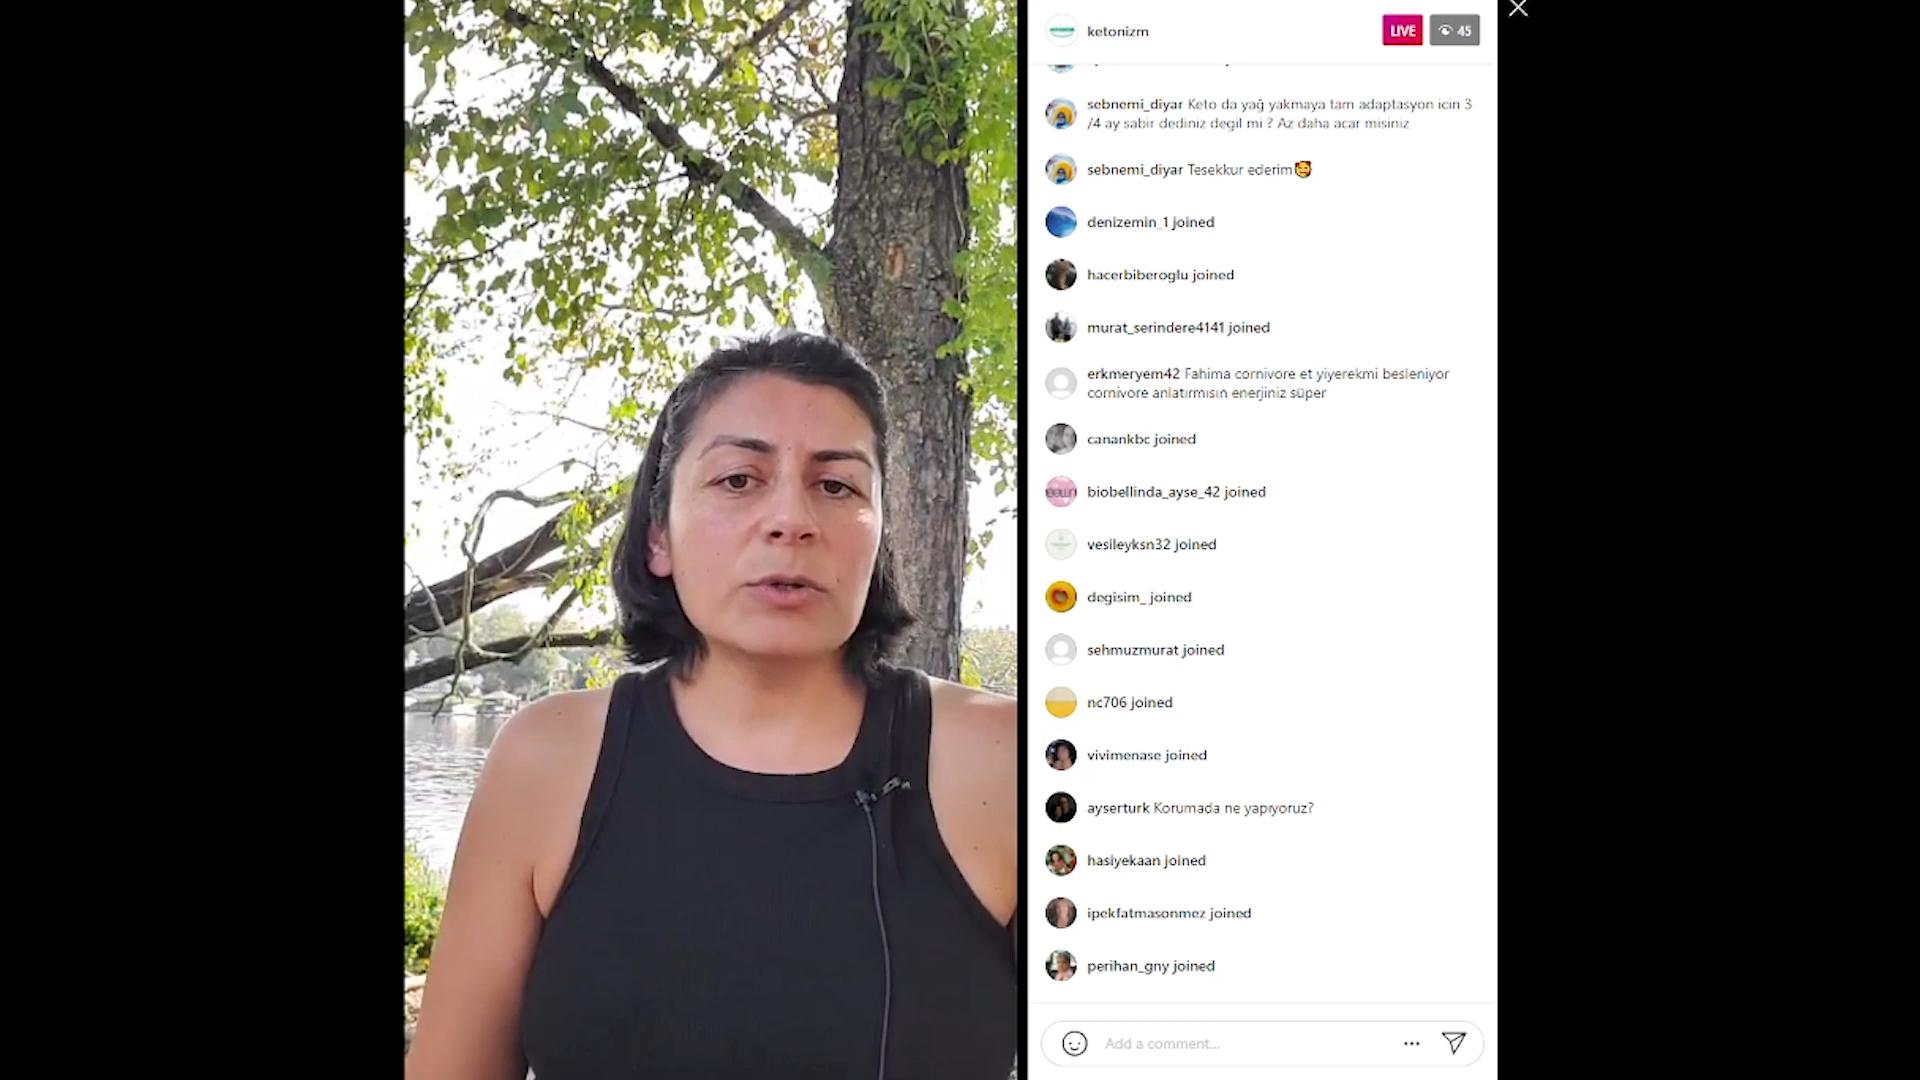 ketonizm
LIVE
45
sebnemi_diyar Keto da yağ yakmaya tam adaptasyon icin 3
/4 ay sabir dediniz degil mi ? Az daha acar misiniz
sebnemi_diyar Tesekkur ederim🥰
denizemin_1 joined
hacerbiberoglu joined
murat_serindere4141 joined
erkmeryem42 Fahima cornivore et yiyerekmi besleniyor
cornivore anlatırmısın enerjiniz süper
canankbc joined
biobellinda_ayse_42 joined
vesileyksn32 joined
degisim_ joined
sehmuzmurat joined
nc706 joined
vivimenase joined
ayserturk Korumada ne yapıyoruz?
hasiyekaan joined
ipekfatmasonmez joined
perihan_gny joined
Add a comment...